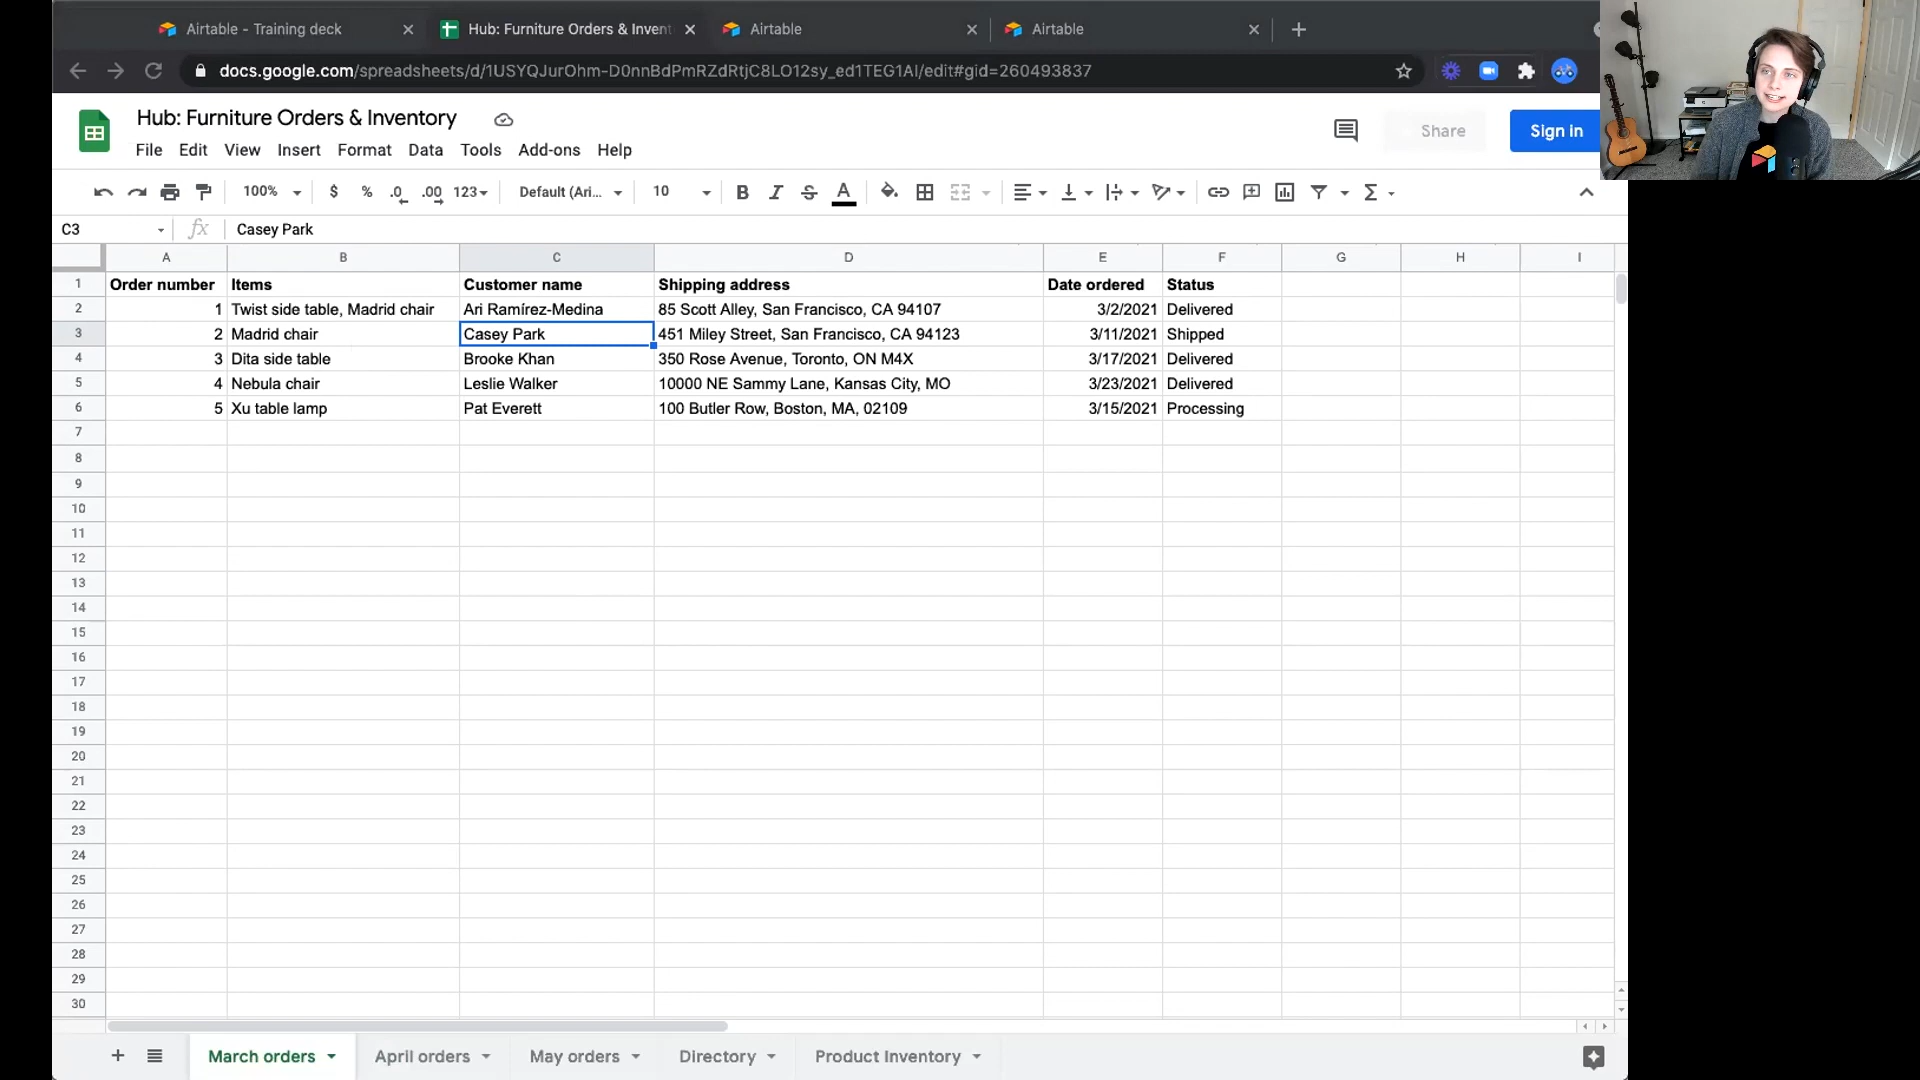 Airtable - Training deck
Hub: Furniture Orders & Invent
Airtable
Airtable
docs.google.com/spreadsheets/d/1USYQJurOhm-D0nnBdPmRZdRtjC8LO12sy_ed1TEG1AI/edit#gid=260493837
Hub: Furniture Orders & Inventory
File Edit View Insert Format Data Tools Add-ons Help
Share
Sign in
100% $ % .0 .00 123 Default (Ari... 10 B I S A Σ
C3 fx Casey Park
A B C D E F G H I
1 Order number Items Customer name Shipping address Date ordered Status
2 1 Twist side table, Madrid chair Ari Ramírez-Medina 85 Scott Alley, San Francisco, CA 94107 3/2/2021 Delivered
3 2 Madrid chair Casey Park 451 Miley Street, San Francisco, CA 94123 3/11/2021 Shipped
4 3 Dita side table Brooke Khan 350 Rose Avenue, Toronto, ON M4X 3/17/2021 Delivered
5 4 Nebula chair Leslie Walker 10000 NE Sammy Lane, Kansas City, MO 3/23/2021 Delivered
6 5 Xu table lamp Pat Everett 100 Butler Row, Boston, MA, 02109 3/15/2021 Processing
7
8
9
10
11
12
13
14
15
16
17
18
19
20
21
22
23
24
25
26
27
28
29
30
March orders April orders May orders Directory Product Inventory